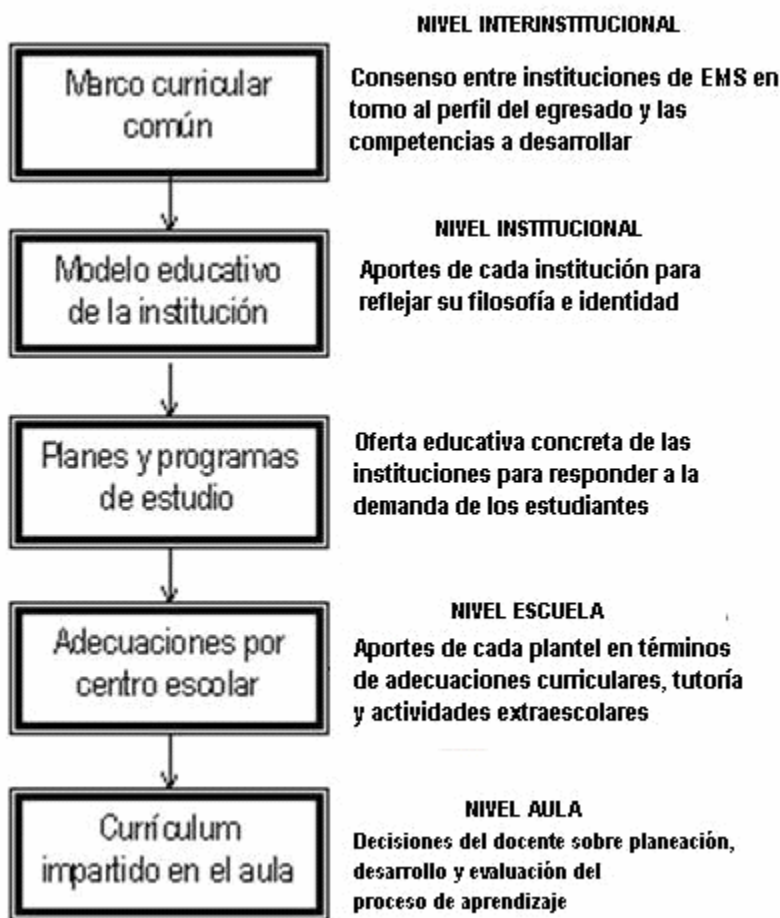 NIVEL INTERINSTITUCIONAL
Marco curricular
común
Consenso entre instituciones de EMS en
torno al perfil del egresado y las
competencias a desarrollar
NIVEL INSTITUCIONAL
Modelo educativo
de la institución
Aportes de cada institución para
reflejar su filosofía e identidad
Planes y programas
de estudio
Oferta educativa concreta de las
instituciones para responder a la
demanda de los estudiantes
NIVEL ESCUELA
Adecuaciones por
centro escolar
Aportes de cada plantel en términos
de adecuaciones curriculares, tutoría
y actividades extraescolares
NIVEL AULA
Currículum
impartido en el aula
Decisiones del docente sobre planeación,
desarrollo y evaluación del
proceso de aprendizaje